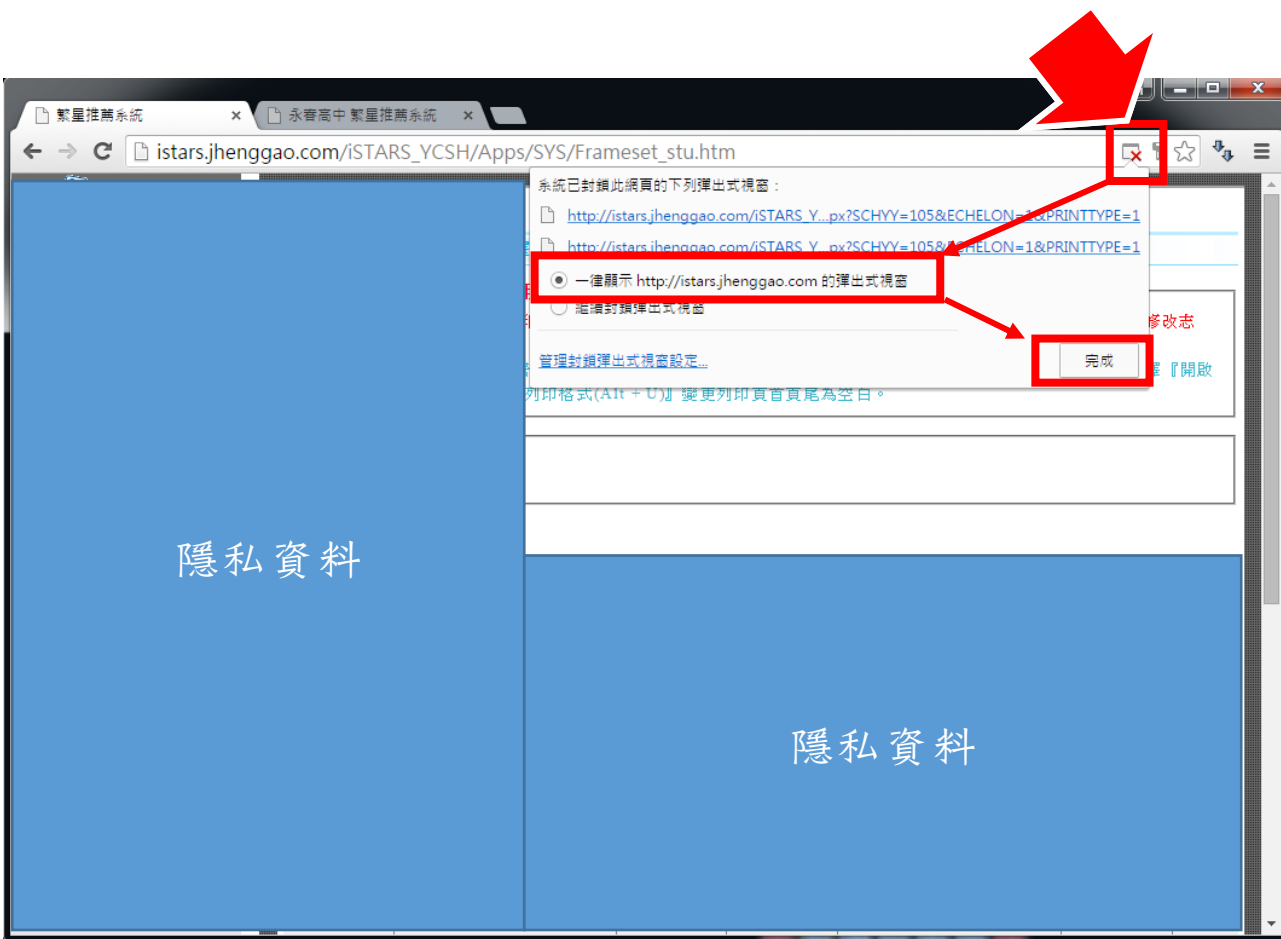 繁星推薦系統
永春高中 繁星推薦系統
istars.jhenggao.com/iSTARS_YCSH/Apps/SYS/Frameset_stu.htm
系統已封鎖此網頁的下列彈出式視窗：
http://istars.jhenggao.com/iSTARS_Y...px?SCHYY=105&ECHELON=1&PRINTTYPE=1
http://istars.jhenggao.com/iSTARS_Y...px?SCHYY=105&ECHELON=1&PRINTTYPE=1
一律顯示 http://istars.jhenggao.com 的彈出式視窗
繼續封鎖彈出式視窗
修改志
管理封鎖彈出式視窗設定...
完成
『開啟
列印格式(Alt + U)』變更列印頁首頁尾為空白。
隱私資料
隱私資料